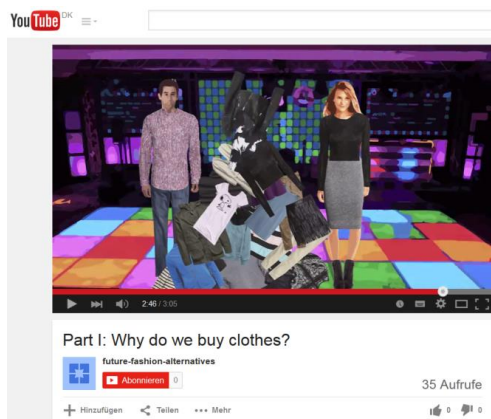 YouTube DK
2:46 / 3:05
Part I: Why do we buy clothes?
future-fashion-alternatives
Abonnieren 0
35 Aufrufe
Hinzufügen Teilen Mehr 0 0